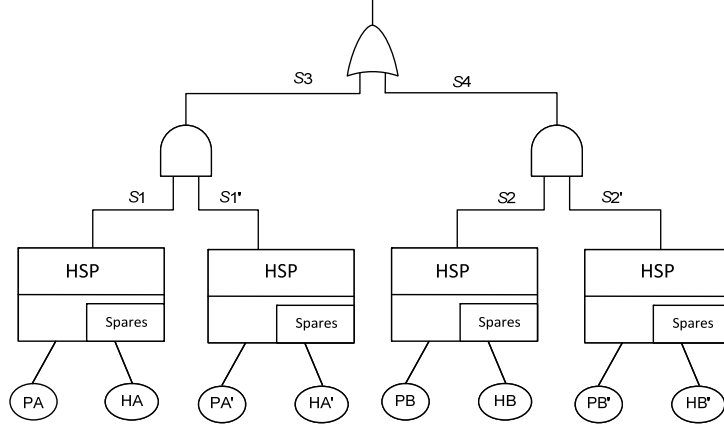 S3
S4
S1
S1'
S2
S2'
HSP
HSP
HSP
HSP
Spares
Spares
Spares
Spares
PA
HA
PA'
HA'
PB
HB
PB'
HB'